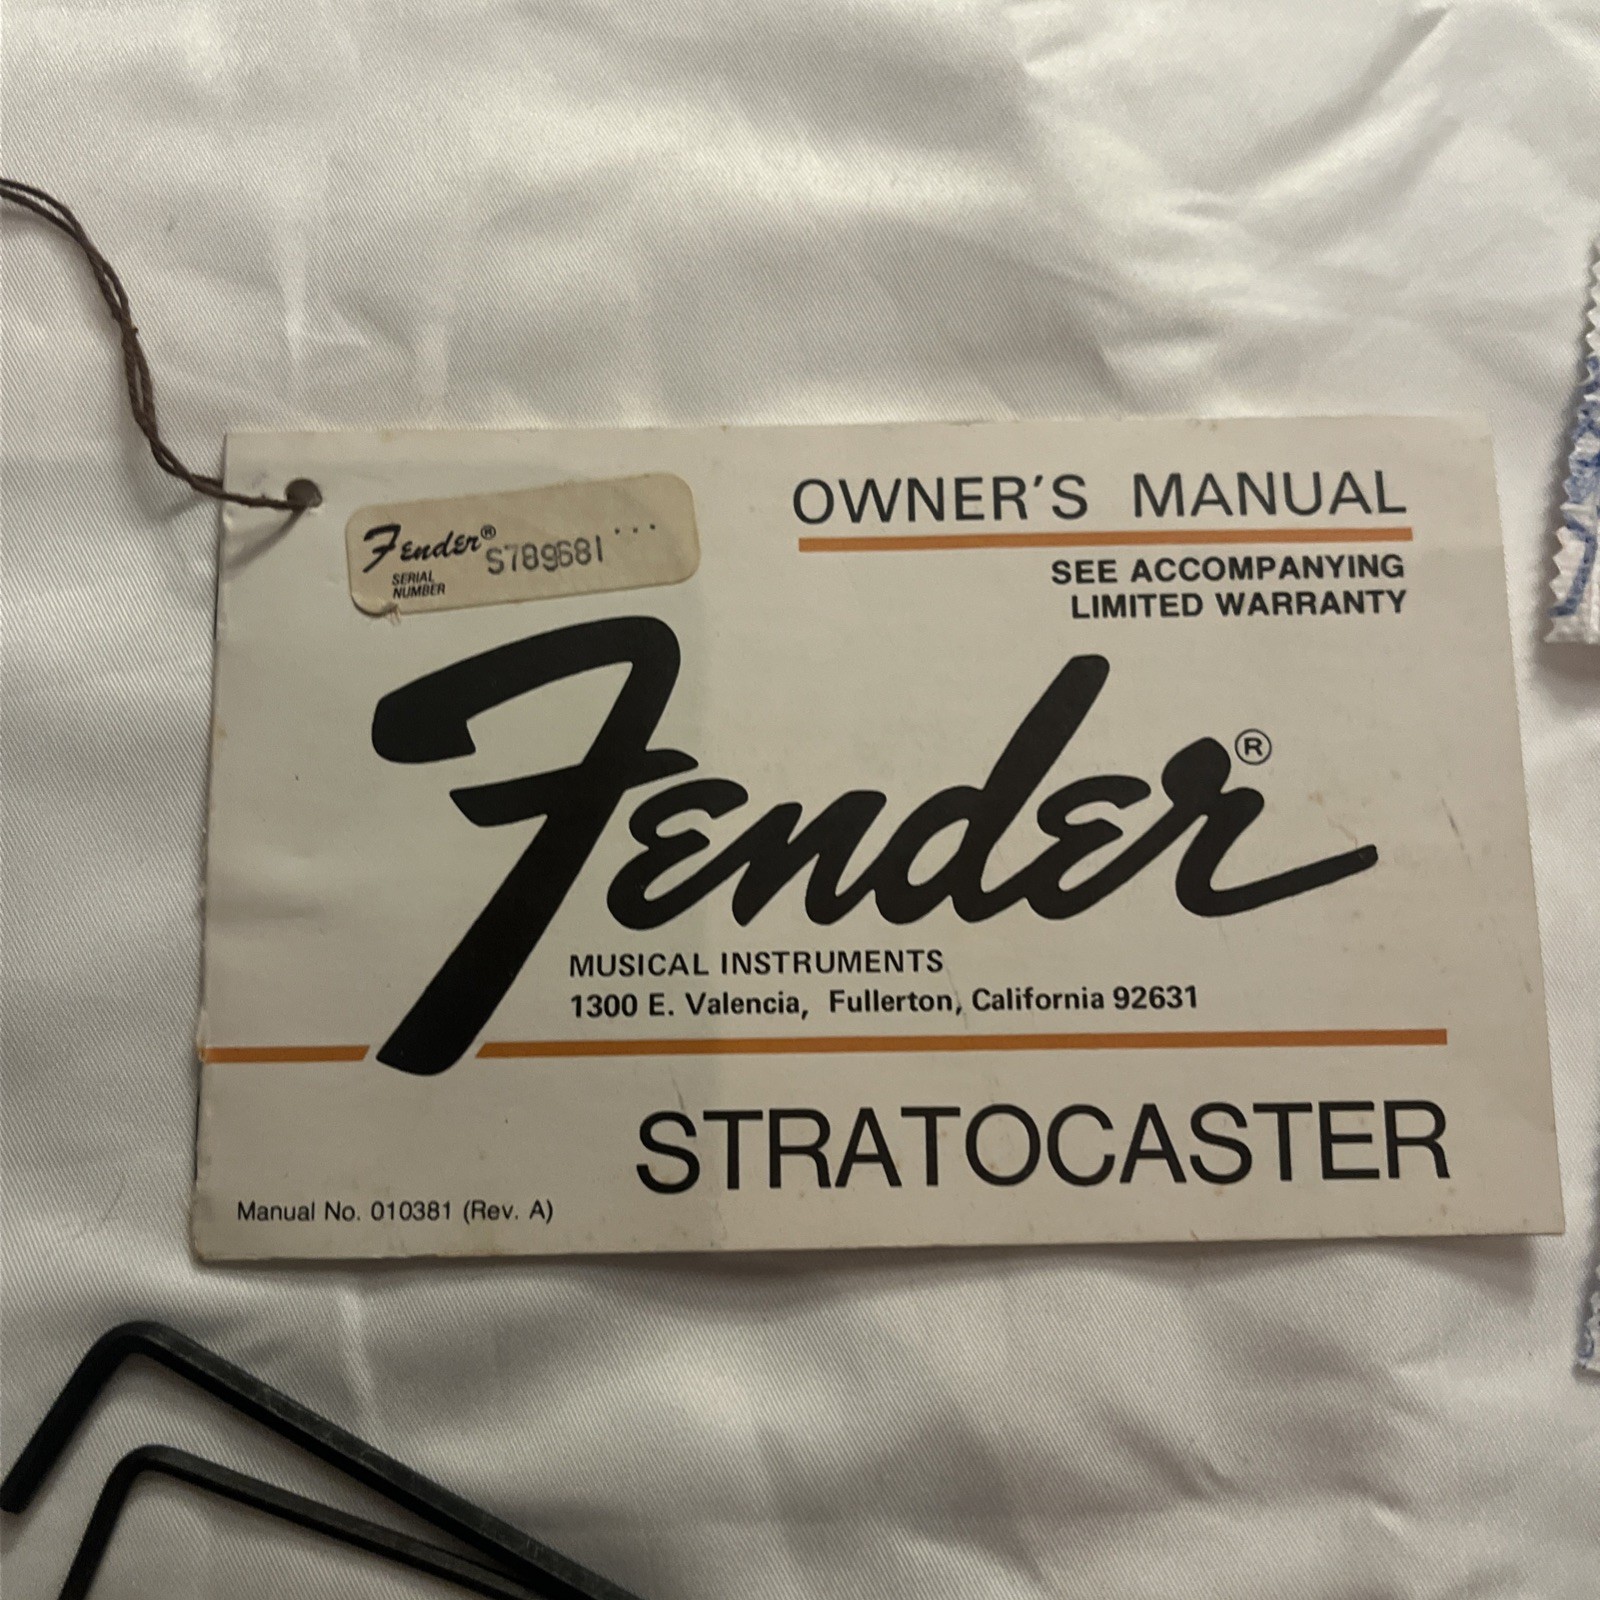 Fender®
SERIAL
NUMBER
S789681
OWNER'S MANUAL
SEE ACCOMPANYING
LIMITED WARRANTY
Fender®
MUSICAL INSTRUMENTS
1300 E. Valencia, Fullerton, California 92631
STRATOCASTER
Manual No. 010381 (Rev. A)